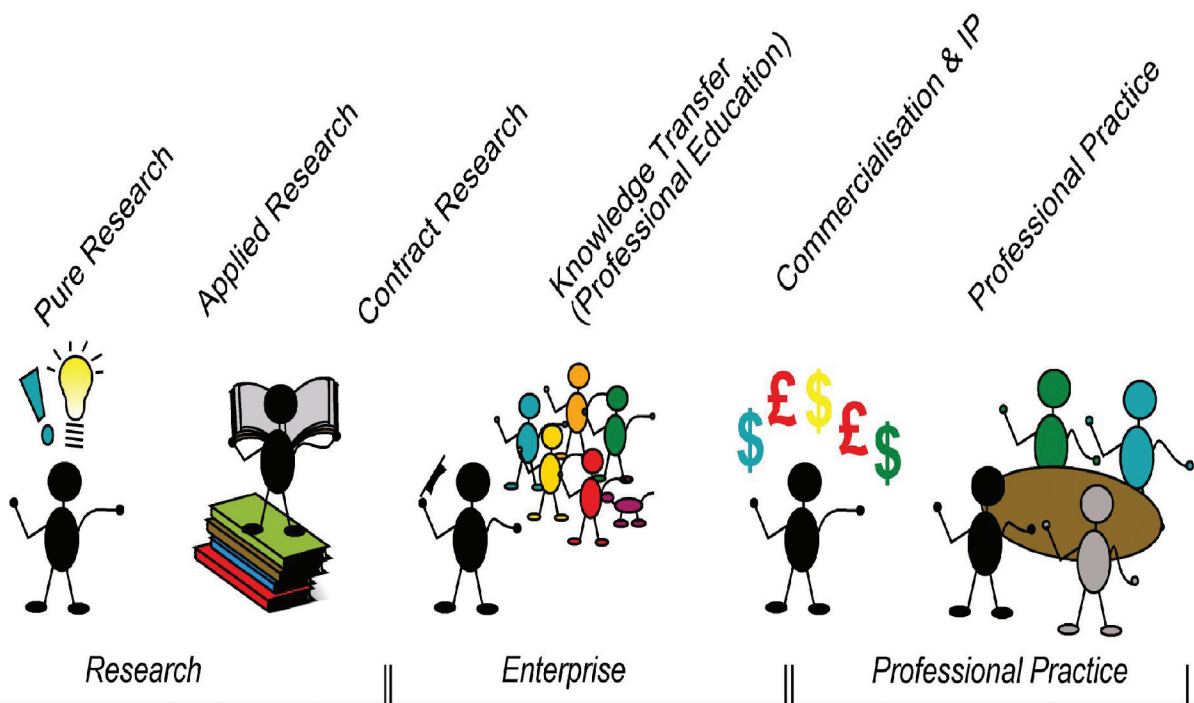 Pure Research
Applied Research
Contract Research
Knowledge Transfer
(Professional Education)
Commercialisation & IP
Professional Practice
$ £ $ £ $
Research
Enterprise
Professional Practice